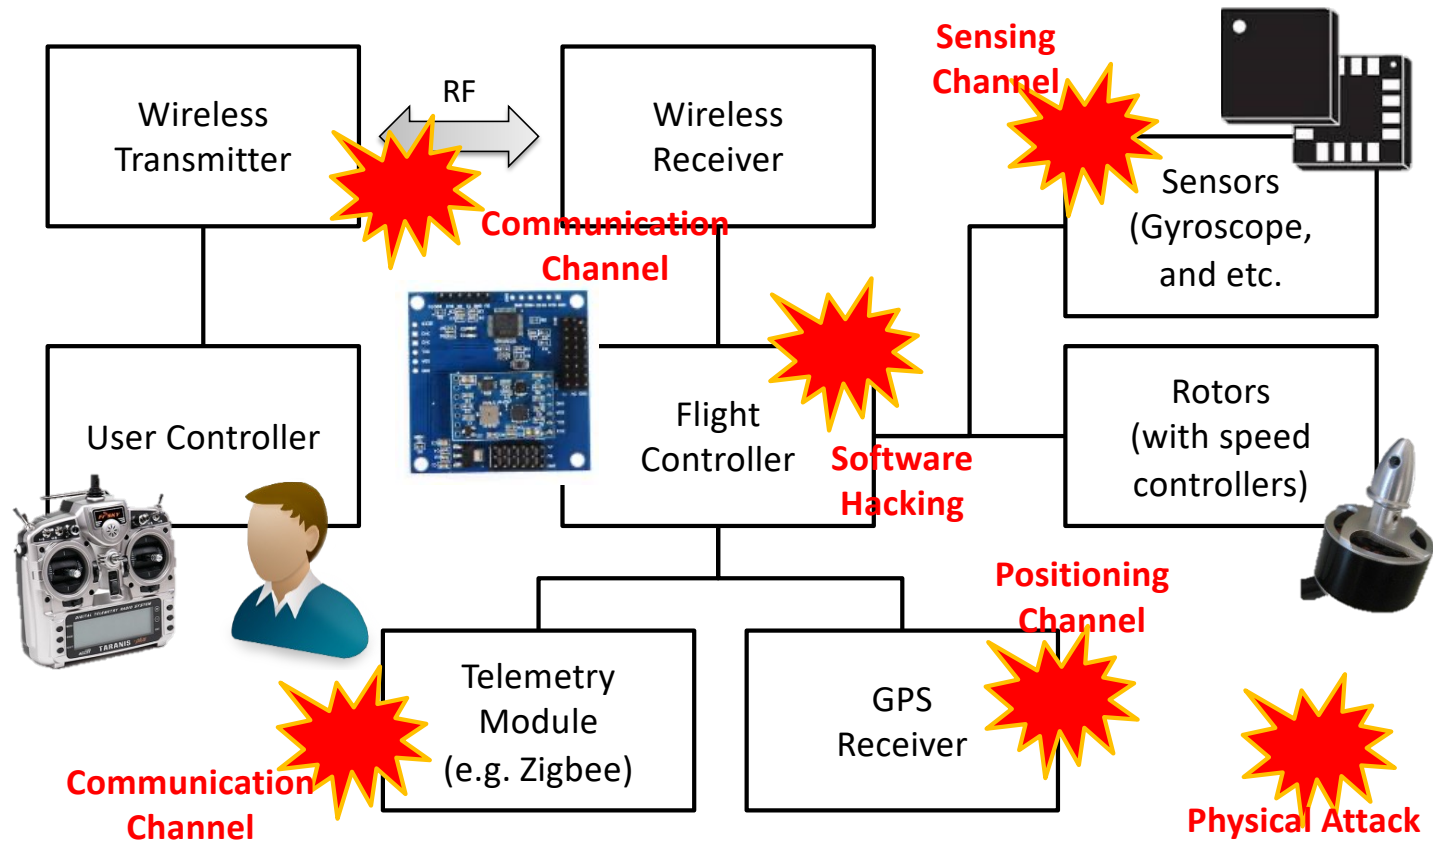 Wireless
Transmitter
RF
Wireless
Receiver
Sensing
Channel
Sensors
(Gyroscope,
and etc.
Communication
Channel
User Controller
Flight
Controller
Software
Hacking
Rotors
(with speed
controllers)
TARANIS
Positioning
Channel
Telemetry
Module
(e.g. Zigbee)
GPS
Receiver
Communication
Channel
Physical Attack